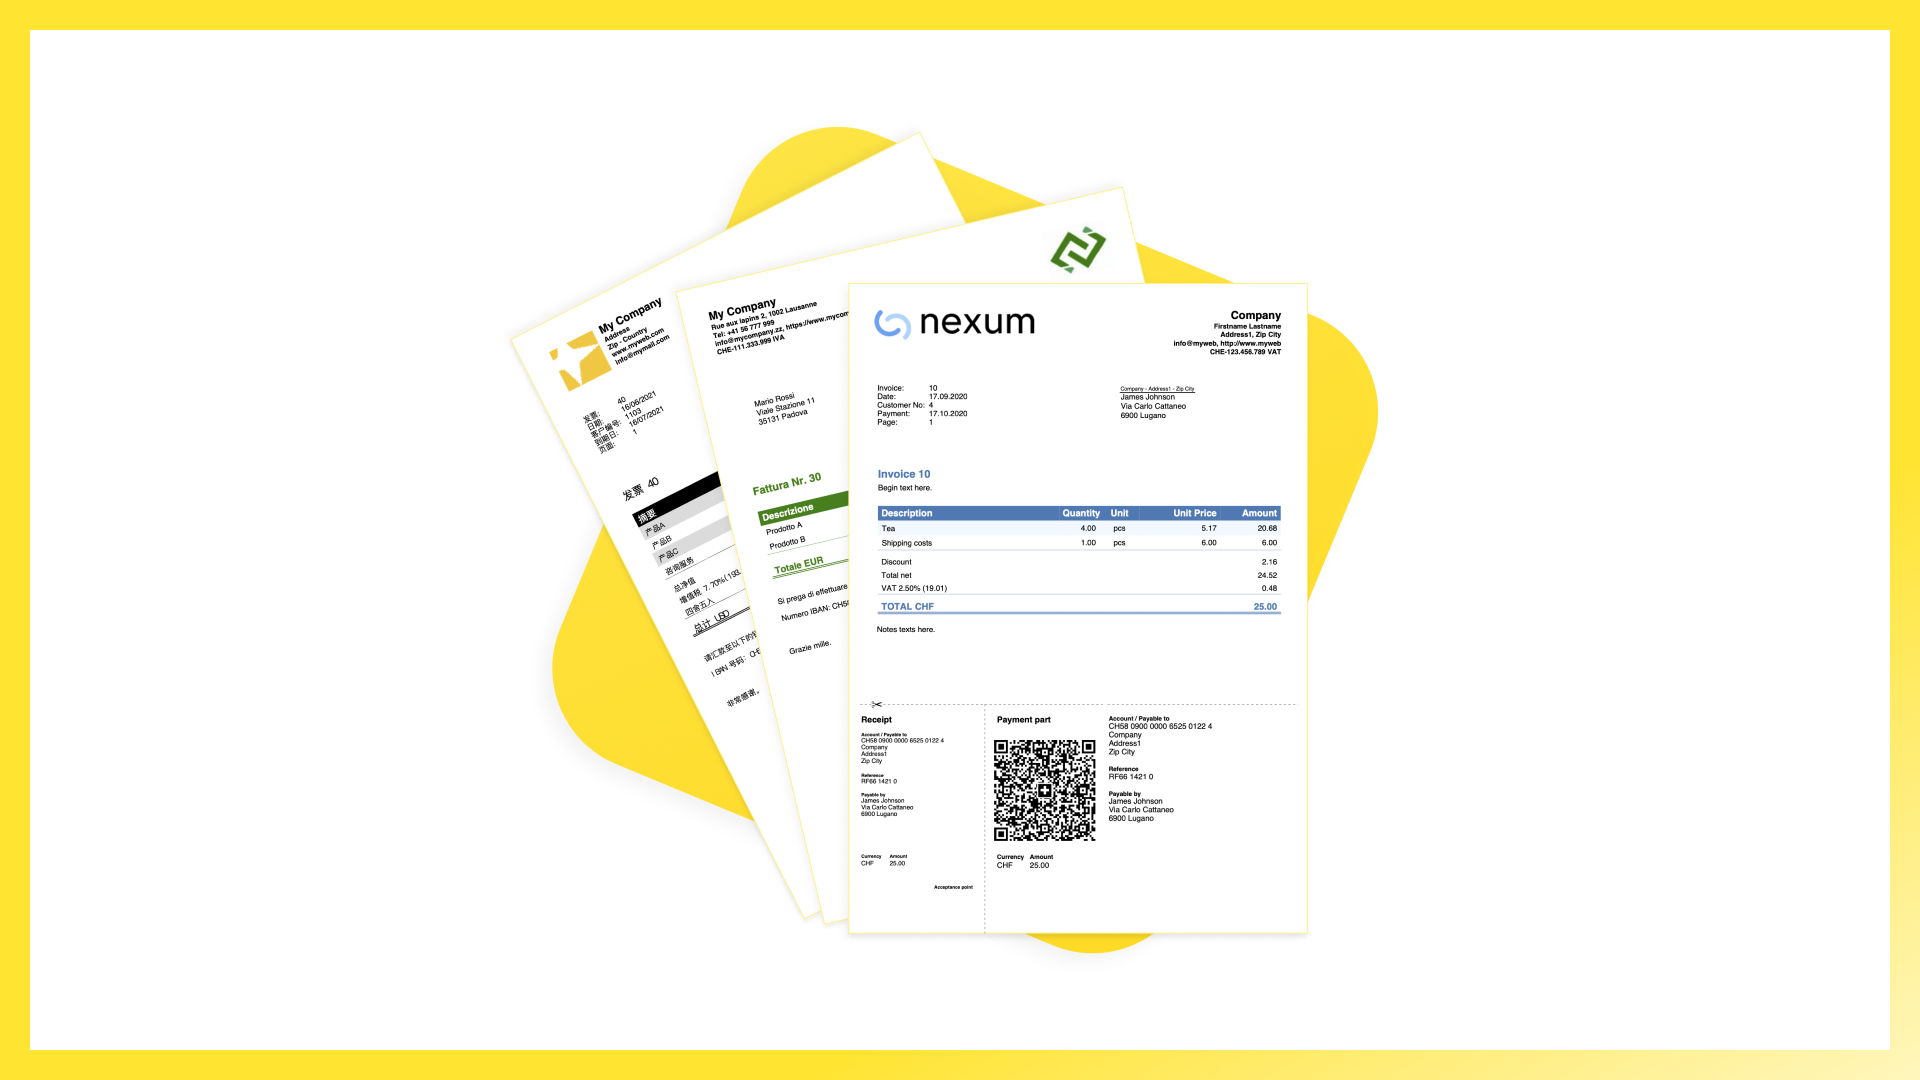 My Company
Address
Zip - Country
www.myweb.com
info@mymail.com
发票: 40
日期: 16/06/2021
客户编号: 1103
到期日: 16/07/2021
页面: 1
发票 40
摘要
产品A
产品B
产品C
咨询服务
总净值
增值税 7.70%(193.
四舍五入
总计 USD
请汇款至以下的
IBAN 号码:
非常感谢。
My Company
Rue aux lapins 2, 1002 Lausanne
Tel: +41 56 777 999
info@mycompany.zz, https://www.mycom
CHE-111.333.999 IVA
Mario Rossi
Viale Stazione 11
35131 Padova
Fattura Nr. 30
Descrizione
Prodotto A
Prodotto B
Totale EUR
Si prega di effettuare
Numero IBAN: CH58
Grazie mille.
nexum
Company
Firstname Lastname
Address1, Zip City
info@myweb, http://www.myweb
CHE-123.456.789 VAT
Invoice: 10
Date: 17.09.2020
Customer No: 4
Payment: 17.10.2020
Page: 1
Company - Address1 - Zip City
James Johnson
Via Carlo Cattaneo
6900 Lugano
Invoice 10
Begin text here.
Description Quantity Unit Unit Price Amount
Tea 4.00 pcs 5.17 20.68
Shipping costs 1.00 pcs 6.00 6.00
Discount 2.16
Total net 24.52
VAT 2.50% (19.01) 0.48
TOTAL CHF 25.00
Notes texts here.
Receipt
Account / Payable to
CH58 0900 0000 6525 0122 4
Company
Address1
Zip City
Reference
RF66 1421 0
Payable by
James Johnson
Via Carlo Cattaneo
6900 Lugano
Currency Amount
CHF 25.00
Acceptance point
Payment part
Currency Amount
CHF 25.00
Account / Payable to
CH58 0900 0000 6525 0122 4
Company
Address1
Zip City
Reference
RF66 1421 0
Payable by
James Johnson
Via Carlo Cattaneo
6900 Lugano